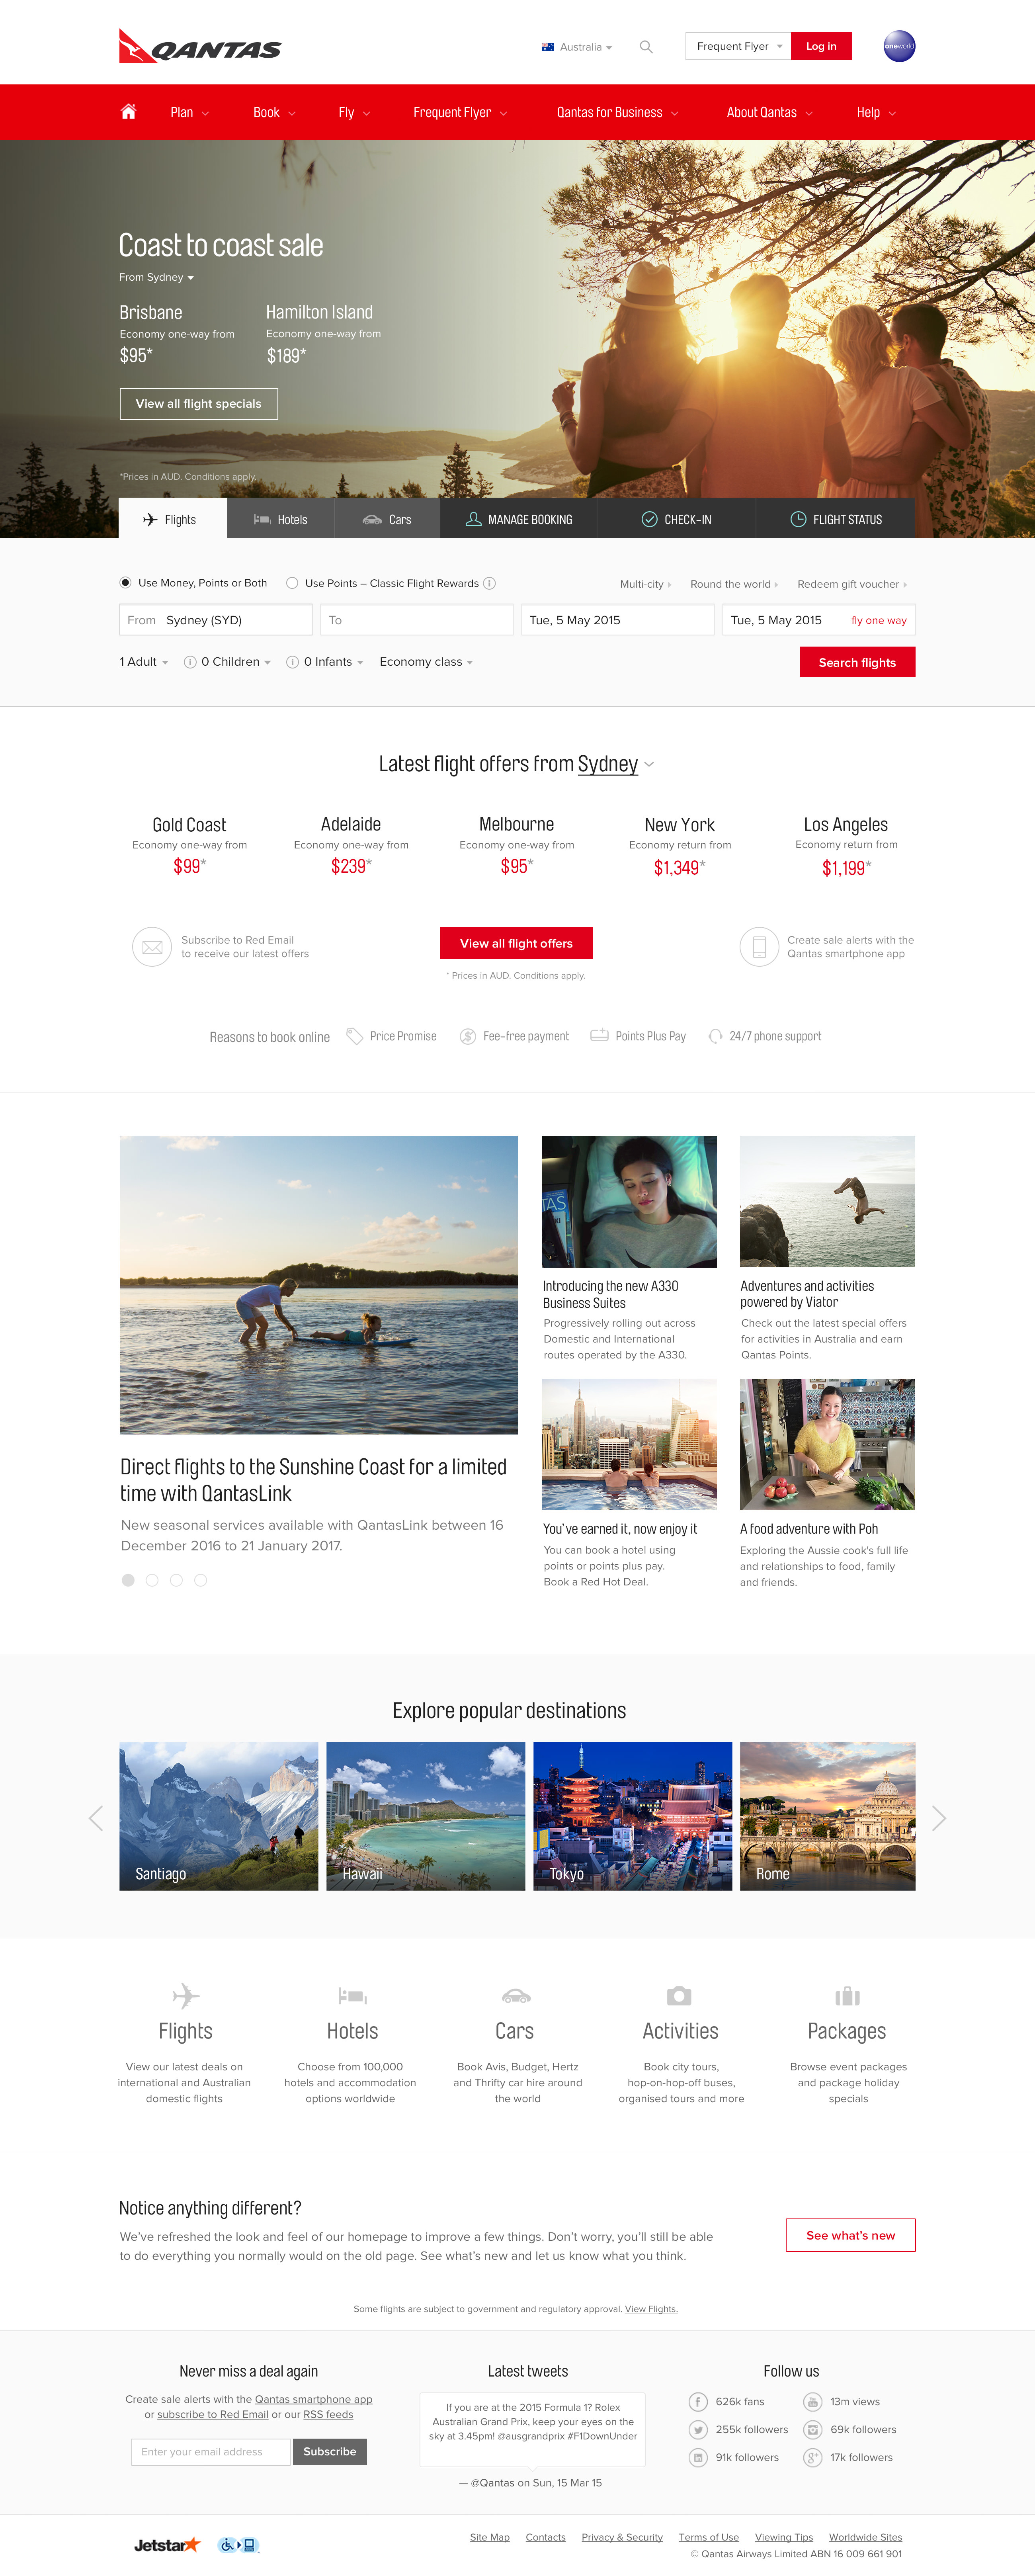 QANTAS
Australia
Frequent Flyer
Log in
oneworld
Plan
Book
Fly
Frequent Flyer
Qantas for Business
About Qantas
Help
Coast to coast sale
From Sydney
Brisbane
Hamilton Island
Economy one-way from
Economy one-way from
$95*
$189*
View all flight specials
*Prices in AUD. Conditions apply.
Flights
Hotels
Cars
MANAGE BOOKING
CHECK-IN
FLIGHT STATUS
Use Money, Points or Both
Use Points – Classic Flight Rewards
Multi-city
Round the world
Redeem gift voucher
From Sydney (SYD)
To
Tue, 5 May 2015
Tue, 5 May 2015
fly one way
1 Adult
0 Children
0 Infants
Economy class
Search flights
Latest flight offers from Sydney
Gold Coast
Economy one-way from
$99*
Adelaide
Economy one-way from
$239*
Melbourne
Economy one-way from
$95*
New York
Economy return from
$1,349*
Los Angeles
Economy return from
$1,199*
Subscribe to Red Email
to receive our latest offers
View all flight offers
* Prices in AUD. Conditions apply.
Create sale alerts with the
Qantas smartphone app
Reasons to book online
Price Promise
Fee-free payment
Points Plus Pay
24/7 phone support
Direct flights to the Sunshine Coast for a limited
time with QantasLink
New seasonal services available with QantasLink between 16
December 2016 to 21 January 2017.
TAS
Introducing the new A330
Business Suites
Progressively rolling out across
Domestic and International
routes operated by the A330.
Adventures and activities
powered by Viator
Check out the latest special offers
for activities in Australia and earn
Qantas Points.
You've earned it, now enjoy it
You can book a hotel using
points or points plus pay.
Book a Red Hot Deal.
A food adventure with Poh
Exploring the Aussie cook's full life
and relationships to food, family
and friends.
Explore popular destinations
Santiago
Hawaii
Tokyo
Rome
Flights
View our latest deals on
international and Australian
domestic flights
Hotels
Choose from 100,000
hotels and accommodation
options worldwide
Cars
Book Avis, Budget, Hertz
and Thrifty car hire around
the world
Activities
Book city tours,
hop-on-hop-off buses,
organised tours and more
Packages
Browse event packages
and package holiday
specials
Notice anything different?
We've refreshed the look and feel of our homepage to improve a few things. Don't worry, you'll still be able
to do everything you normally would on the old page. See what's new and let us know what you think.
See what's new
Some flights are subject to government and regulatory approval. View Flights.
Never miss a deal again
Create sale alerts with the Qantas smartphone app
or subscribe to Red Email or our RSS feeds
Enter your email address
Subscribe
Latest tweets
If you are at the 2015 Formula 1? Rolex
Australian Grand Prix, keep your eyes on the
sky at 3.45pm! @ausgrandprix #F1DownUnder
— @Qantas on Sun, 15 Mar 15
Follow us
626k fans
13m views
255k followers
69k followers
91k followers
17k followers
Jetstar
Site Map
Contacts
Privacy & Security
Terms of Use
Viewing Tips
Worldwide Sites
© Qantas Airways Limited ABN 16 009 661 901